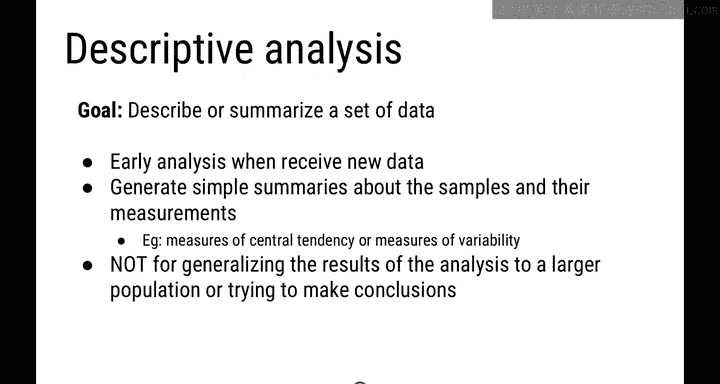 Descriptive analysis
Goal: Describe or summarize a set of data
● Early analysis when receive new data
● Generate simple summaries about the samples and their
measurements
● Eg: measures of central tendency or measures of variability
● NOT for generalizing the results of the analysis to a larger
population or trying to make conclusions